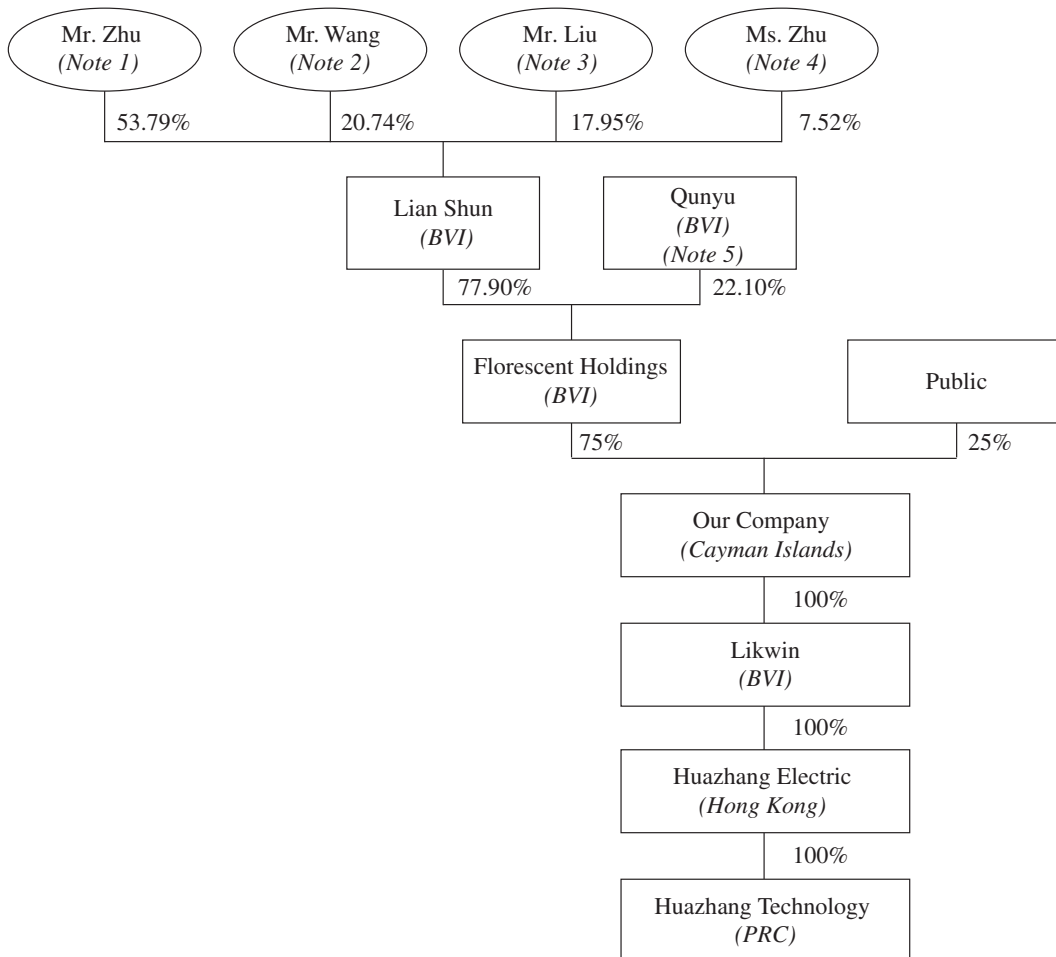 Mr. Zhu
(Note 1)
Mr. Wang
(Note 2)
Mr. Liu
(Note 3)
Ms. Zhu
(Note 4)
53.79%
20.74%
17.95%
7.52%
Lian Shun
(BVI)
Qunyu
(BVI)
(Note 5)
77.90%
22.10%
Florescent Holdings
(BVI)
Public
75%
25%
Our Company
(Cayman Islands)
100%
Likwin
(BVI)
100%
Huazhang Electric
(Hong Kong)
100%
Huazhang Technology
(PRC)